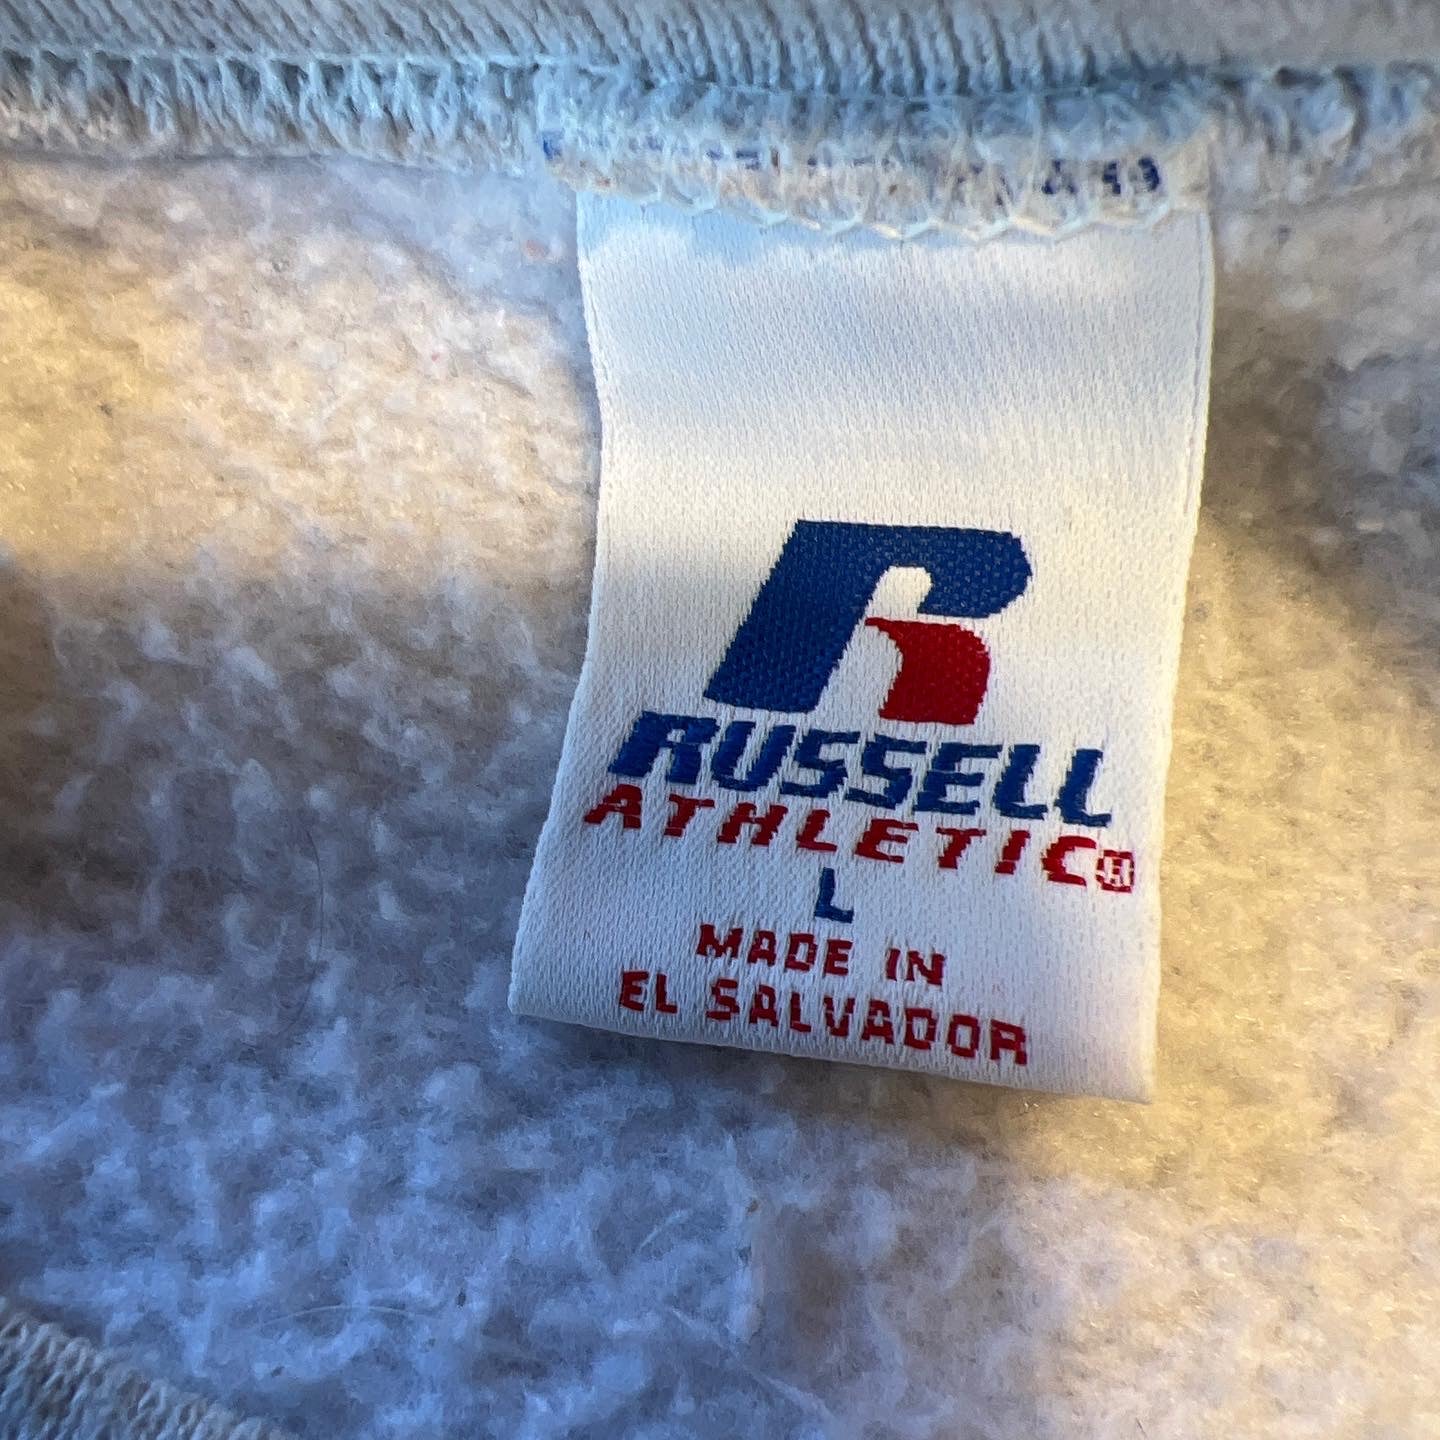 RUSSELL
ATHLETIC®
L
MADE IN
EL SALVADOR